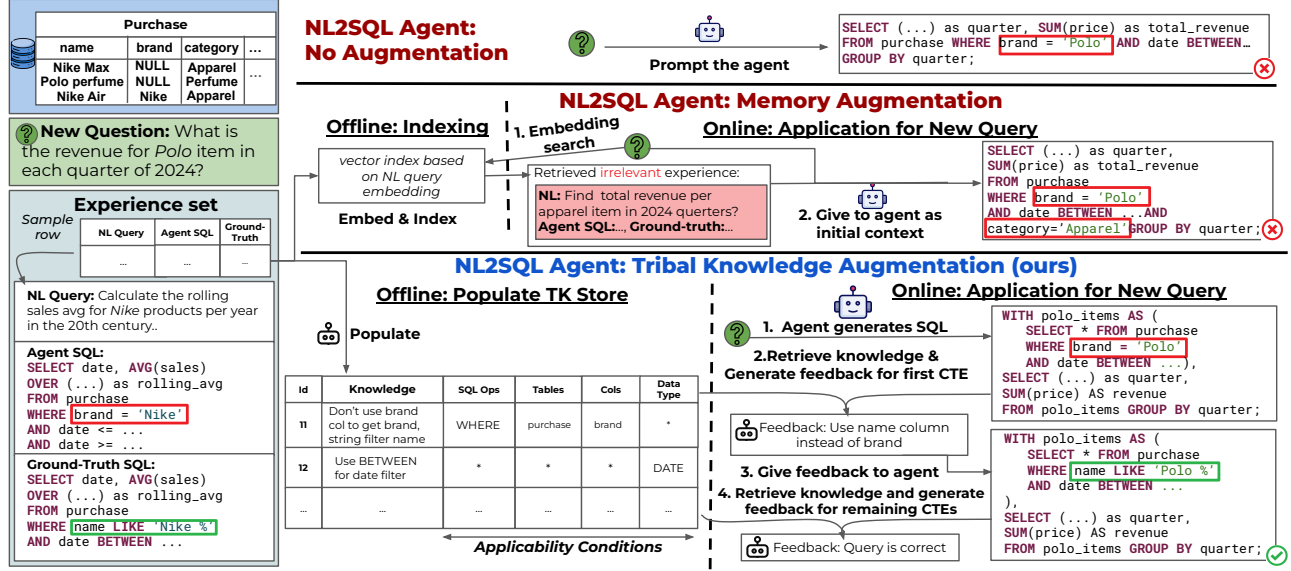 Purchase
name brand category ...
Nike Max NULL Apparel
Polo perfume NULL Perfume ...
Nike Air Nike Apparel
? New Question: What is
the revenue for Polo item in
each quarter of 2024?
Experience set
Sample
row
NL Query Agent SQL Ground-
Truth
... ... ...
NL Query: Calculate the rolling
sales avg for Nike products per year
in the 20th century..
Agent SQL:
SELECT date, AVG(sales)
OVER (...) as rolling_avg
FROM purchase
WHERE brand = 'Nike'
AND date <= ...
AND date >= ...
Ground-Truth SQL:
SELECT date, AVG(sales)
OVER (...) as rolling_avg
FROM purchase
WHERE name LIKE 'Nike %'
AND date BETWEEN ...
NL2SQL Agent:
No Augmentation
?
Prompt the agent
SELECT (...) as quarter, SUM(price) as total_revenue
FROM purchase WHERE brand = 'Polo' AND date BETWEEN...
GROUP BY quarter;
NL2SQL Agent: Memory Augmentation
Offline: Indexing
vector index based
on NL query
embedding
Embed & Index
1. Embedding
search
Online: Application for New Query
?
Retrieved irrelevant experience:
NL: Find total revenue per
apparel item in 2024 querters?
Agent SQL:..., Ground-truth:...
2. Give to agent as
initial context
SELECT (...) as quarter,
SUM(price) as total_revenue
FROM purchase
WHERE brand = 'Polo'
AND date BETWEEN ...AND
category='Apparel'GROUP BY quarter;
NL2SQL Agent: Tribal Knowledge Augmentation (ours)
Offline: Populate TK Store
Populate
Id Knowledge SQL Ops Tables Cols Data
Type
11 Don't use brand
col to get brand,
string filter name WHERE purchase brand *
12 Use BETWEEN
for date filter * * * DATE
... ... ... ... ... ...
Applicability Conditions
Online: Application for New Query
?
1. Agent generates SQL
2.Retrieve knowledge &
Generate feedback for first CTE
Feedback: Use name column
instead of brand
3. Give feedback to agent
4. Retrieve knowledge and generate
feedback for remaining CTEs
Feedback: Query is correct
WITH polo_items AS (
SELECT * FROM purchase
WHERE brand = 'Polo'
AND date BETWEEN ...),
SELECT (...) as quarter,
SUM(price) AS revenue
FROM polo_items GROUP BY quarter;
WITH polo_items AS (
SELECT * FROM purchase
WHERE name LIKE 'Polo %'
AND date BETWEEN ...
),
SELECT (...) as quarter,
SUM(price) AS revenue
FROM polo_items GROUP BY quarter;